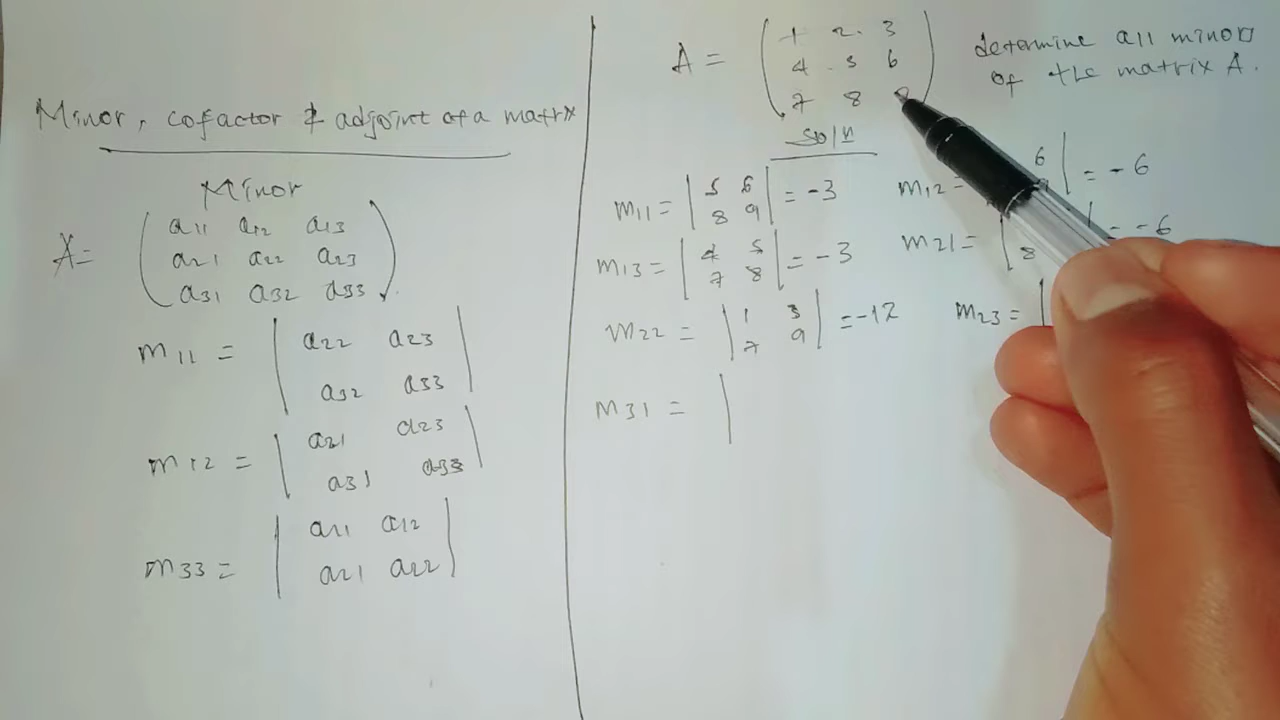 Minor, cofactor & adjoint of a matrix
Minor
A = ( a11 a12 a13
a21 a22 a23
a31 a32 a33 )
m11 = | a22 a23
a32 a33 |
m12 = | a21 a23
a31 a33 |
m33 = | a11 a12
a21 a22 |
A = ( 1 2 3
4 5 6
7 8 )
determine all minors
of the matrix A.
Soln
m11 = | 5 6
8 9 | = -3
m12 = 6 | = -6
m13 = | 4 5
7 8 | = -3
m21 = |
8 | = -6
m22 = | 1 3
7 9 | = -12
m23 = |
m31 = |